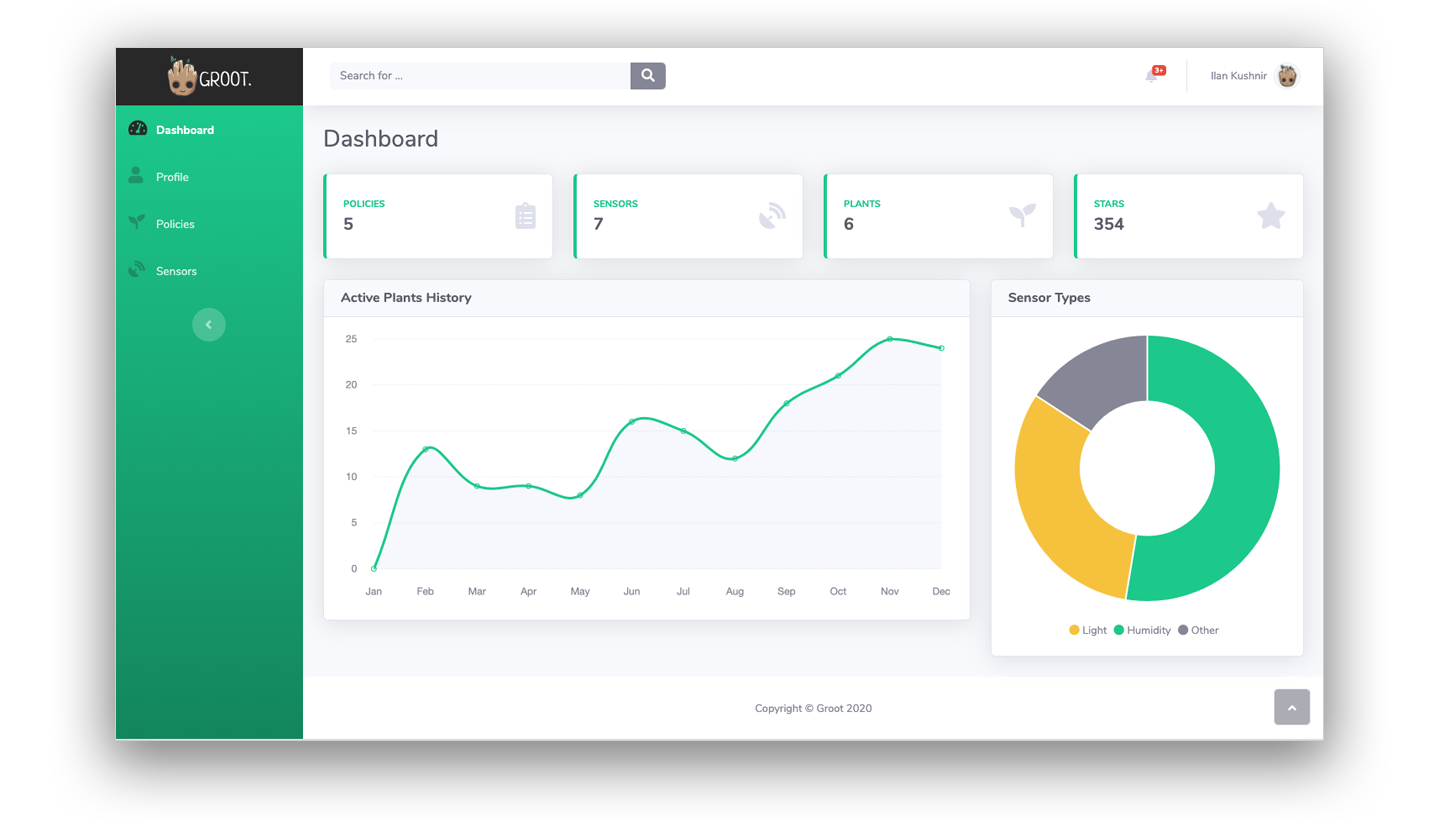 GROOT.
Search for ...
3+
Ilan Kushnir
Dashboard
Profile
Policies
Sensors
Dashboard
POLICIES
5
SENSORS
7
PLANTS
6
STARS
354
Active Plants History
25
20
15
10
5
0
Jan Feb Mar Apr May Jun Jul Aug Sep Oct Nov Dec
Sensor Types
Light Humidity Other
Copyright © Groot 2020